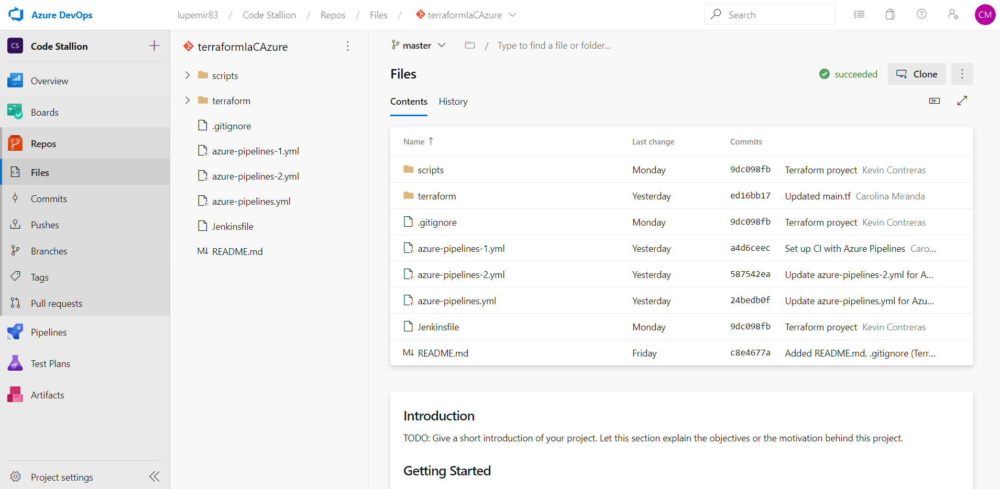 Azure DevOps
lupemir83 / Code Stallion / Repos / Files / terraformIaCAzure
Search
CM
CS Code Stallion
Overview
Boards
Repos
Files
Commits
Pushes
Branches
Tags
Pull requests
Pipelines
Test Plans
Artifacts
Project settings
terraformIaCAzure
scripts
terraform
.gitignore
azure-pipelines-1.yml
azure-pipelines-2.yml
azure-pipelines.yml
Jenkinsfile
M↓ README.md
master / Type to find a file or folder...
Files
succeeded
Clone
Contents History
Name ↑ Last change Commits
scripts Monday 9dc098fb Terraform proyect Kevin Contreras
terraform Yesterday ed16bb17 Updated main.tf Carolina Miranda
.gitignore Monday 9dc098fb Terraform proyect Kevin Contreras
azure-pipelines-1.yml Yesterday a4d6ceec Set up CI with Azure Pipelines Caro...
azure-pipelines-2.yml Yesterday 587542ea Update azure-pipelines-2.yml for A...
azure-pipelines.yml Yesterday 24bedb0f Update azure-pipelines.yml for Azu...
Jenkinsfile Monday 9dc098fb Terraform proyect Kevin Contreras
M↓ README.md Friday c8e4677a Added README.md, .gitignore (Terr...
Introduction
TODO: Give a short introduction of your project. Let this section explain the objectives or the motivation behind this project.
Getting Started